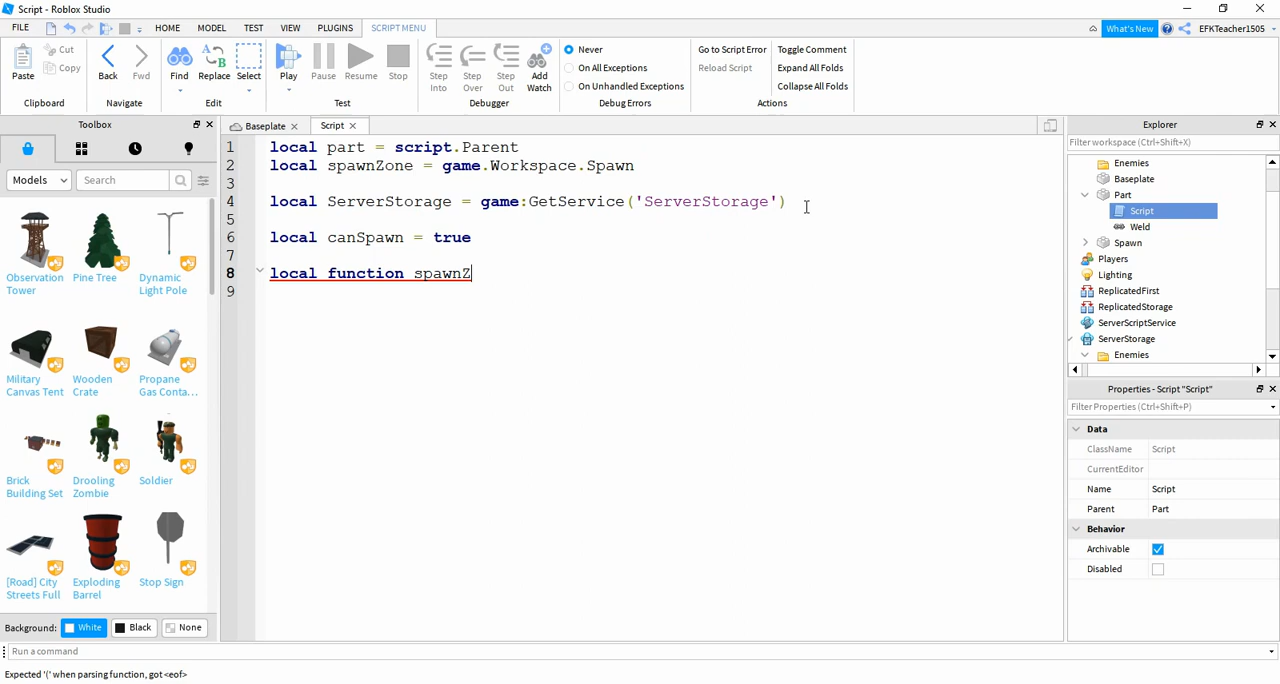 Script - Roblox Studio
FILE HOME MODEL TEST VIEW PLUGINS SCRIPT MENU What's New EFKTeacher1505
Paste Cut Copy Clipboard
Back Fwd Navigate
Find Replace Select Edit
Play Pause Resume Stop Test
Step Into Step Over Step Out Add Watch Debugger
Never
On All Exceptions
On Unhandled Exceptions
Debug Errors
Go to Script Error Toggle Comment
Reload Script Expand All Folds
Collapse All Folds
Actions
Toolbox
Models Search
Observation Tower
Pine Tree
Dynamic Light Pole
Military Canvas Tent
Wooden Crate
Propane Gas Conta...
Brick Building Set
Drooling Zombie
Soldier
[Road] City Streets Full
Exploding Barrel
Stop Sign
Background: White Black None
Baseplate Script
1 local part = script.Parent
2 local spawnZone = game.Workspace.Spawn
3
4 local ServerStorage = game:GetService('ServerStorage')
5
6 local canSpawn = true
7
8 local function spawnZ
9
Explorer
Filter workspace (Ctrl+Shift+X)
Enemies
Baseplate
Part
Script
Weld
Spawn
Players
Lighting
ReplicatedFirst
ReplicatedStorage
ServerScriptService
ServerStorage
Enemies
Properties - Script "Script"
Filter Properties (Ctrl+Shift+P)
Data
ClassName Script
CurrentEditor
Name Script
Parent Part
Behavior
Archivable
Disabled
Run a command
Expected '(' when parsing function, got <eof>